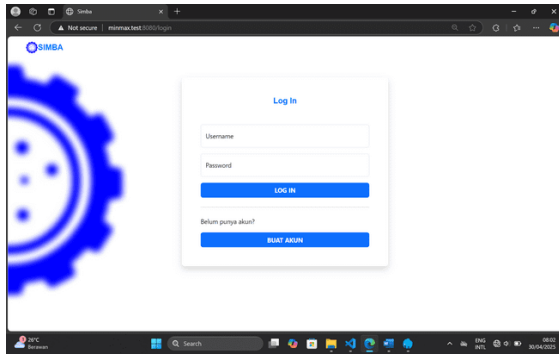 Simba
Not secure
minmax.test:8080/login
SIMBA
Log In
Username
Password
LOG IN
Belum punya akun?
BUAT AKUN
26°C
Berawan
Search
ENG
INTL
08:02
30/04/2025